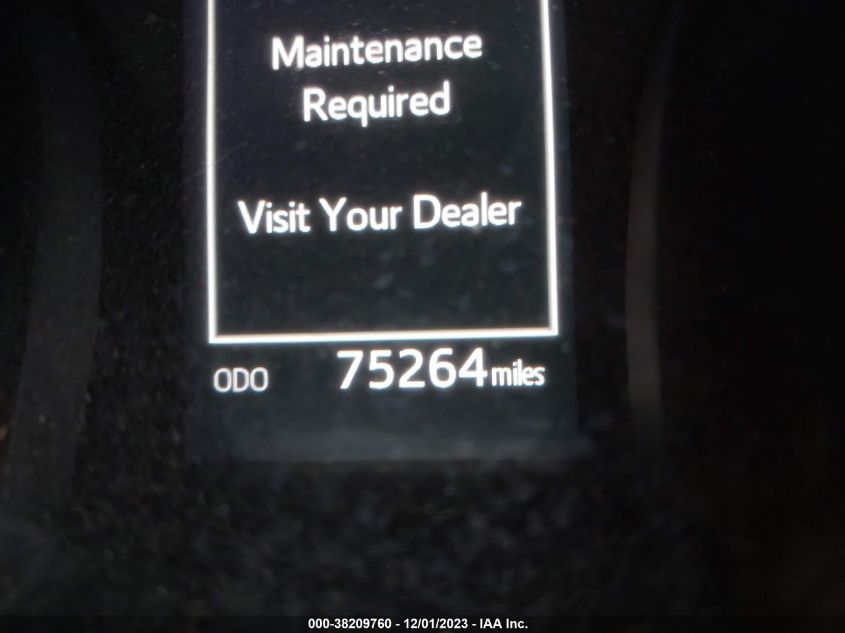 Maintenance
Required
Visit Your Dealer
ODO 75264 miles
000-38209760 - 12/01/2023 - IAA Inc.